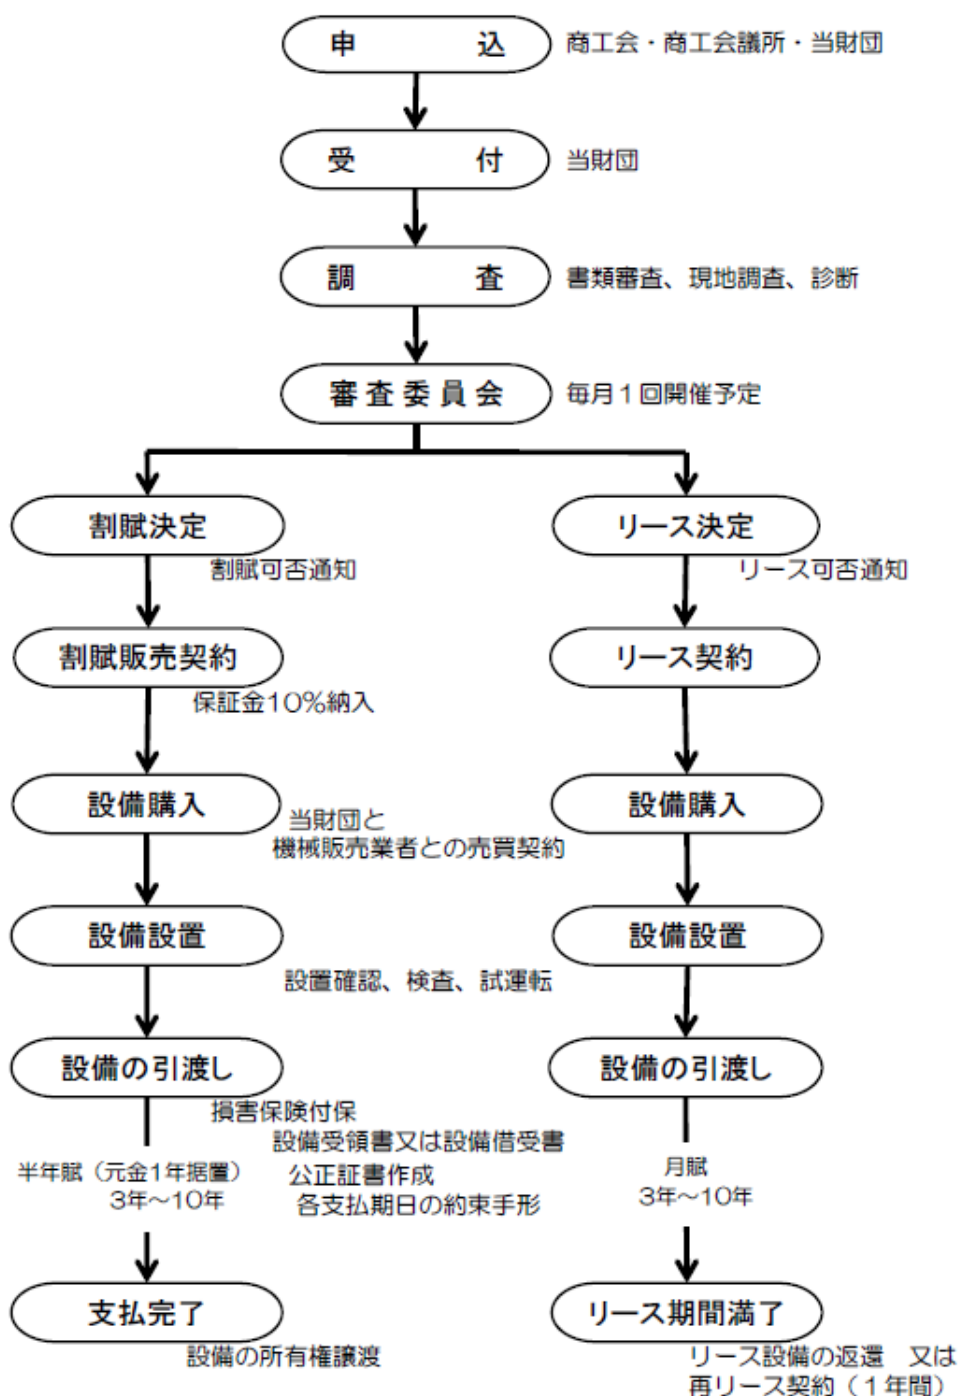 申　　　込
商工会・商工会議所・当財団
受　　　付
当財団
調　　　査
書類審査、現地調査、診断
審査委員会
毎月１回開催予定
割賦決定
割賦可否通知
リース決定
リース可否通知
割賦販売契約
保証金10％納入
リース契約
設備購入
当財団と
機械販売業者との売買契約
設備購入
設備設置
設置確認、検査、試運転
設備設置
設備の引渡し
損害保険付保
設備受領書又は設備借受書
公正証書作成
各支払期日の約束手形
設備の引渡し
半年賦（元金1年据置）
3年～10年
月賦
3年～10年
支払完了
設備の所有権譲渡
リース期間満了
リース設備の返還　又は
再リース契約（１年間）